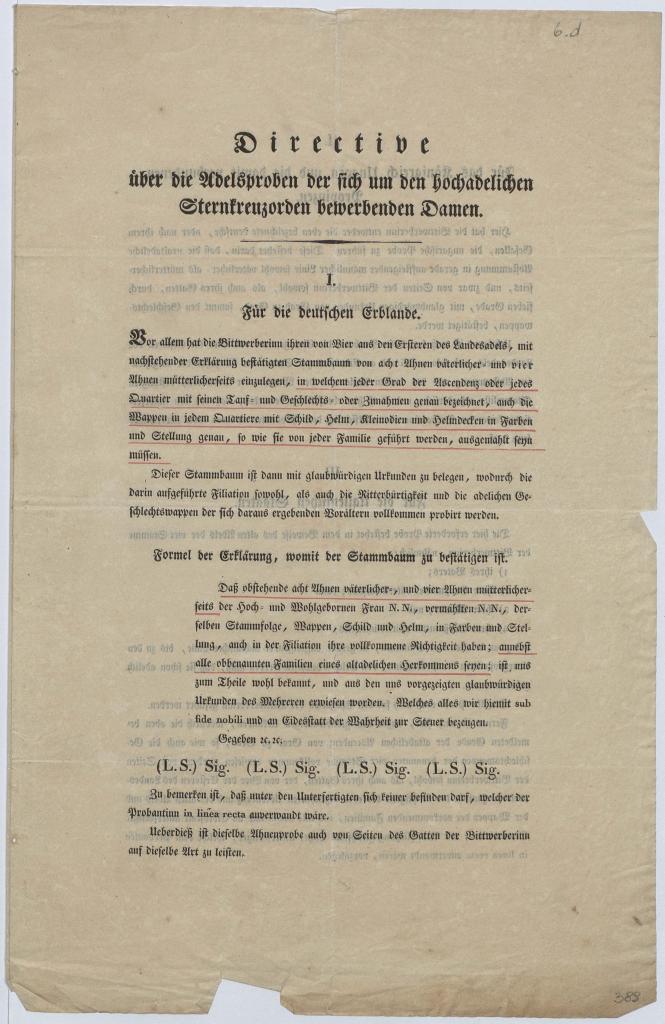 6.d
Directive
über die Adelsproben der sich um den hochadelichen
Sternkreuzorden bewerbenden Damen.
I.
Für die deutschen Erblande.
Vor allem hat die Bittwerberinn ihren von Vier aus den Ersteren des Landesadels, mit
nachstehender Erklärung bestätigten Stammbaum von acht Ahnen väterlicher- und vier
Ahnen mütterlicherseits einzulegen, in welchem jeder Grad der Ascendenz oder jedes
Quartier mit seinen Tauf- und Geschlechts- oder Zunahmen genau bezeichnet, auch die
Wappen in jedem Quartiere mit Schild, Helm, Kleinodien und Helmdecken in Farben
und Stellung genau, so wie sie von jeder Familie geführt werden, ausgemahlt seyn
müssen.
Dieser Stammbaum ist dann mit glaubwürdigen Urkunden zu belegen, wodurch die
darin aufgeführte Filiation sowohl, als auch die Ritterbürtigkeit und die adelichen Ge-
schlechtswappen der sich daraus ergebenden Vorältern vollkommen probirt werden.
Formel der Erklärung, womit der Stammbaum zu bestätigen ist.
Daß obstehende acht Ahnen väterlicher-, und vier Ahnen mütterlicher-
seits der Hoch- und Wohlgebornen Frau N. N., vermählten N. N., der-
selben Stammfolge, Wappen, Schild und Helm, in Farben und Stel-
lung, auch in der Filiation ihre vollkommene Richtigkeit haben; annebst
alle obbenannten Familien eines altadelichen Herkommens seyen; ist uns
zum Theile wohl bekannt, und aus den uns vorgezeigten glaubwürdigen
Urkunden des Mehreren erwiesen worden. Welches alles wir hiemit sub
fide nobili und an Eidesstatt der Wahrheit zur Steuer bezeugen.
Gegeben ꝛc. ꝛc.
(L.S.) Sig. (L.S.) Sig. (L.S.) Sig. (L.S.) Sig.
Zu bemerken ist, daß unter den Unterfertigten sich keiner befinden darf, welcher der
Probantinn in linea recta anverwandt wäre.
Ueberdieß ist dieselbe Ahnenprobe auch von Seiten des Gatten der Bittwerberinn
auf dieselbe Art zu leisten.
388